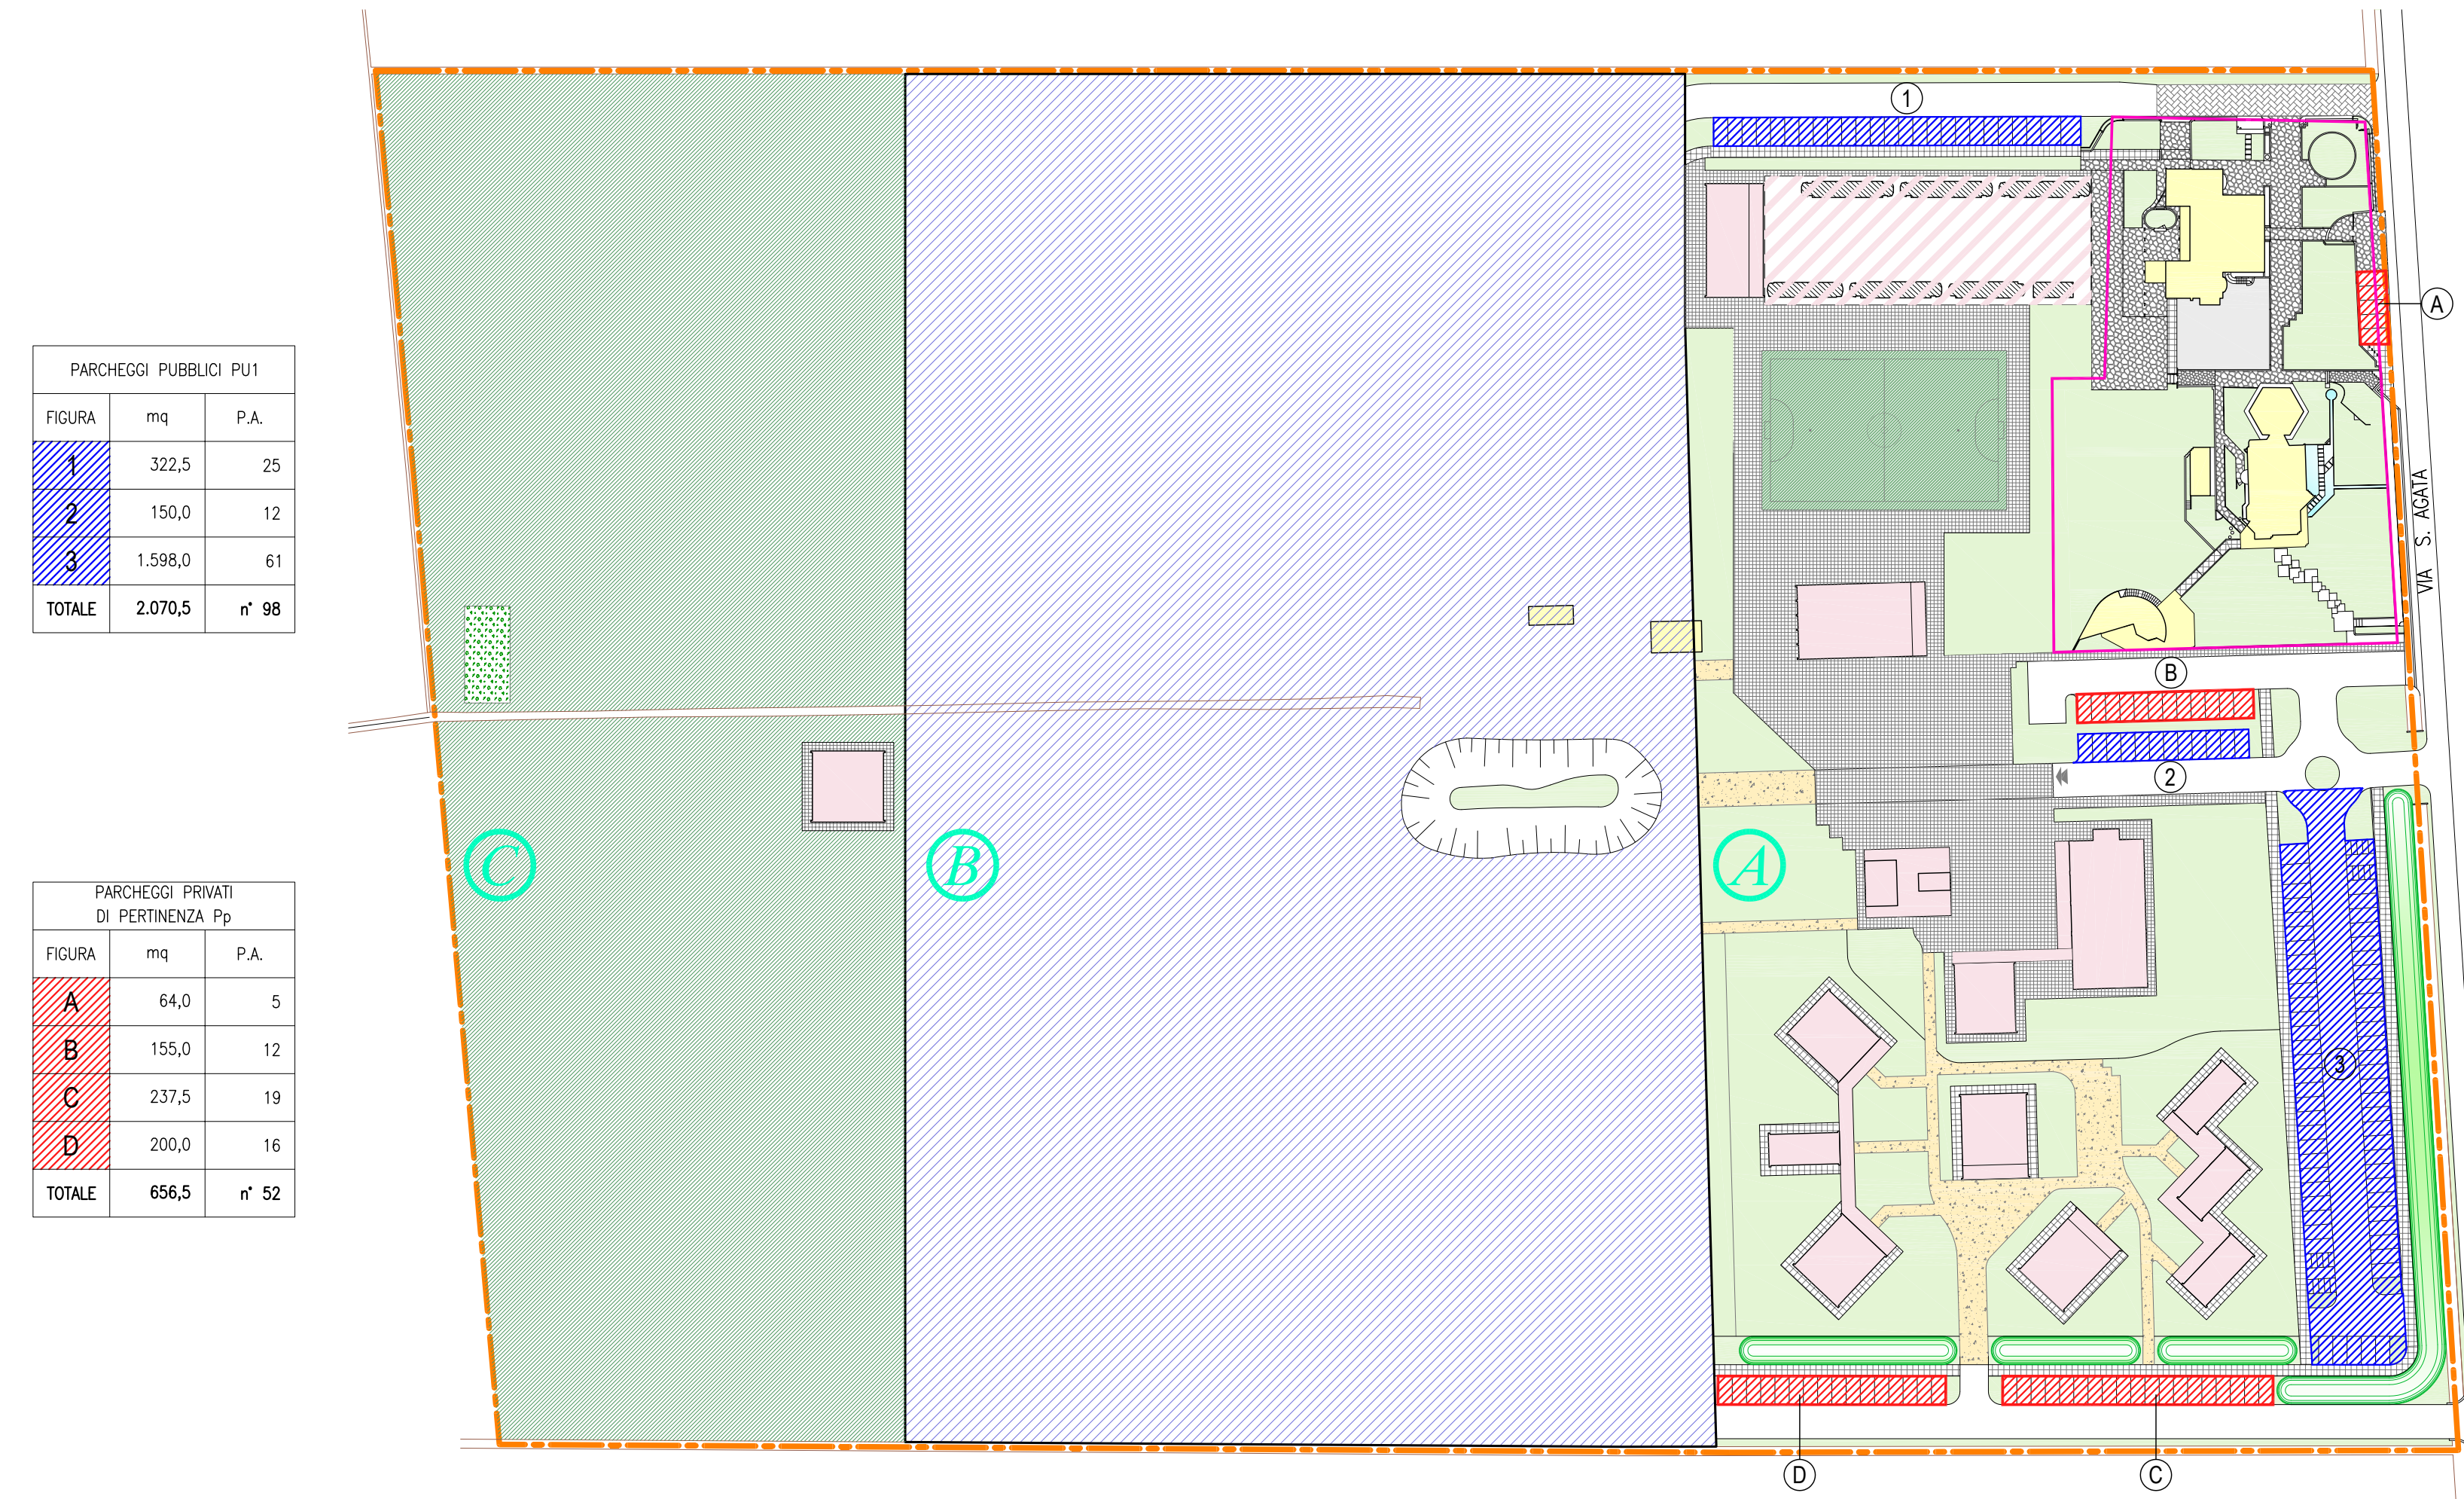 PARCHEGGI PUBBLICI PU1
FIGURA mq P.A.
1 322,5 25
2 150,0 12
3 1.598,0 61
TOTALE 2.070,5 n° 98
PARCHEGGI PRIVATI
DI PERTINENZA Pp
FIGURA mq P.A.
A 64,0 5
B 155,0 12
C 237,5 19
D 200,0 16
TOTALE 656,5 n° 52
1
A
VIA S. AGATA
B
2
C
B
A
3
D
C